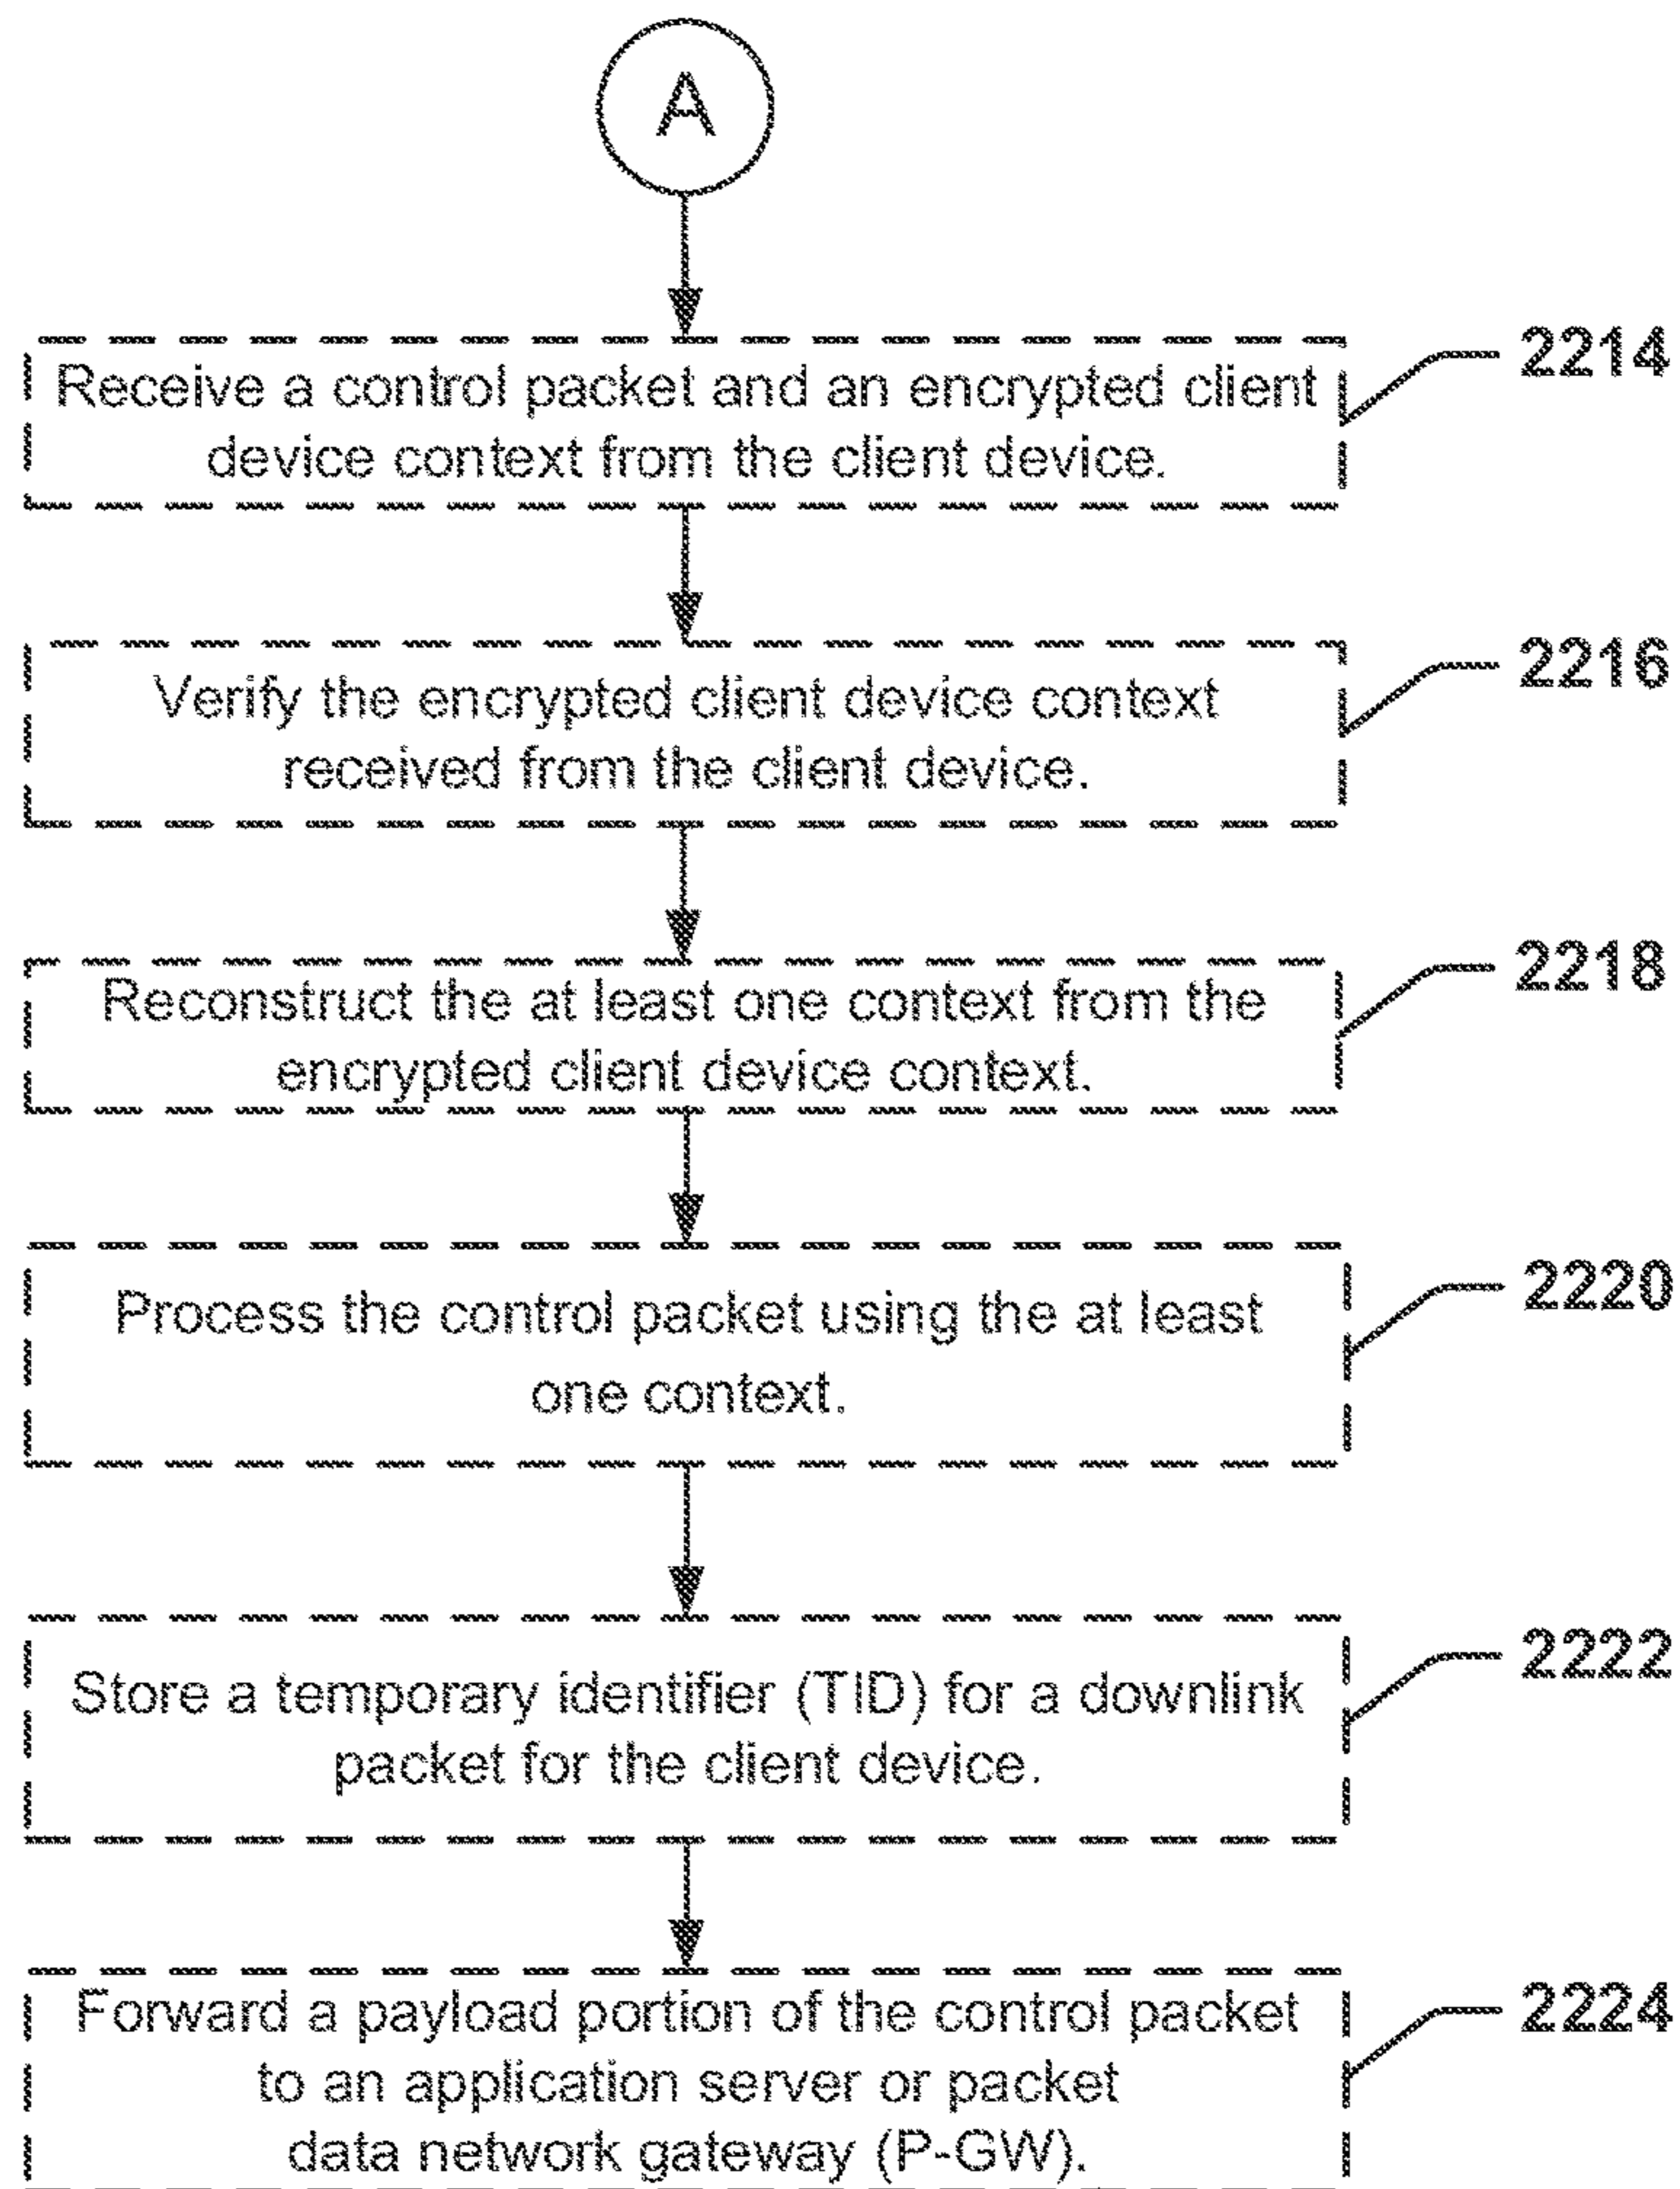 A
Receive a control packet and an encrypted client
device context from the client device.
2214
Verify the encrypted client device context
received from the client device.
2216
Reconstruct the at least one context from the
encrypted client device context.
2218
Process the control packet using the at least
one context.
2220
Store a temporary identifier (TID) for a downlink
packet for the client device.
2222
Forward a payload portion of the control packet
to an application server or packet
data network gateway (P-GW).
2224